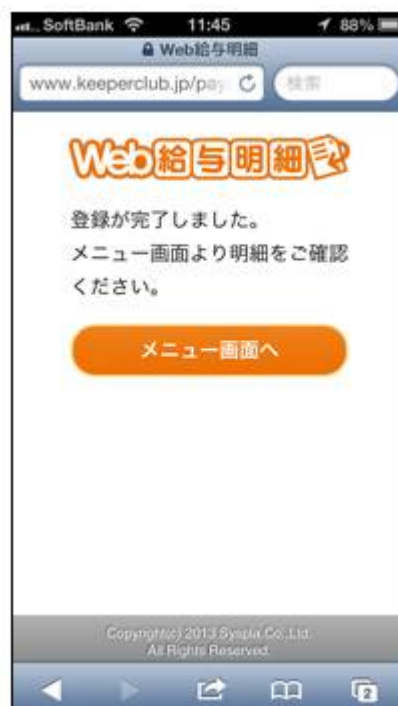 SoftBank 11:45 88%
Web給与明細
www.keeperclub.jp/pay
検索
Web給与明細
登録が完了しました。
メニュー画面より明細をご確認
ください。
メニュー画面へ
Copyright(c) 2013 Syspla Co.,Ltd.
All Rights Reserved.
2